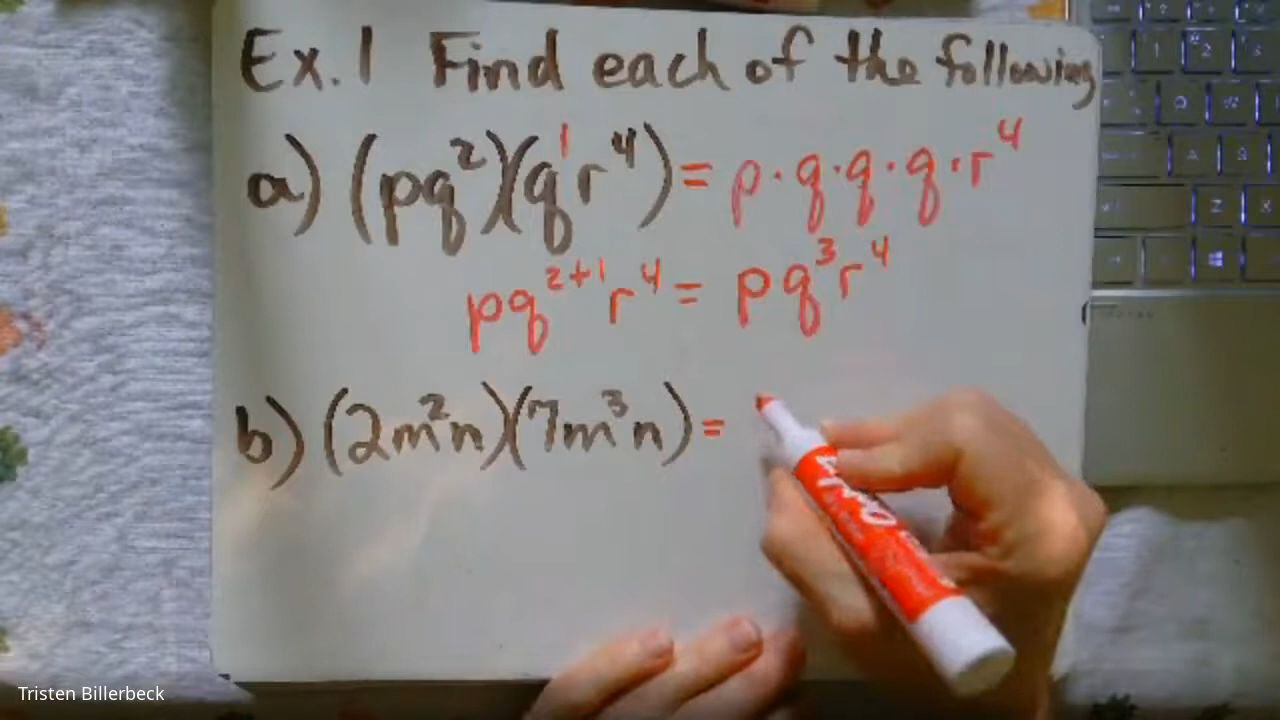 Ex. 1 Find each of the following
a) (pq²)(q¹r⁴) = p·q·q·q·r⁴
pq²⁺¹r⁴ = pq³r⁴
b) (2m²n)(7m³n) =
Tristen Billerbeck